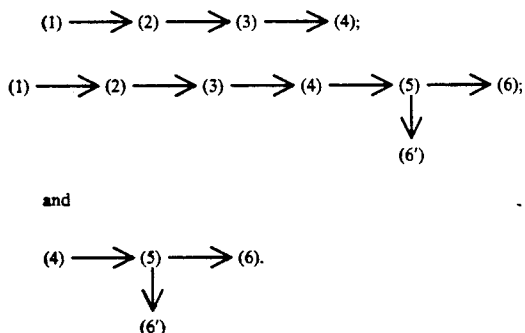 (1) → (2) → (3) → (4);
(1) → (2) → (3) → (4) → (5) → (6);
↓
(6′)
and
(4) → (5) → (6).
↓
(6′)